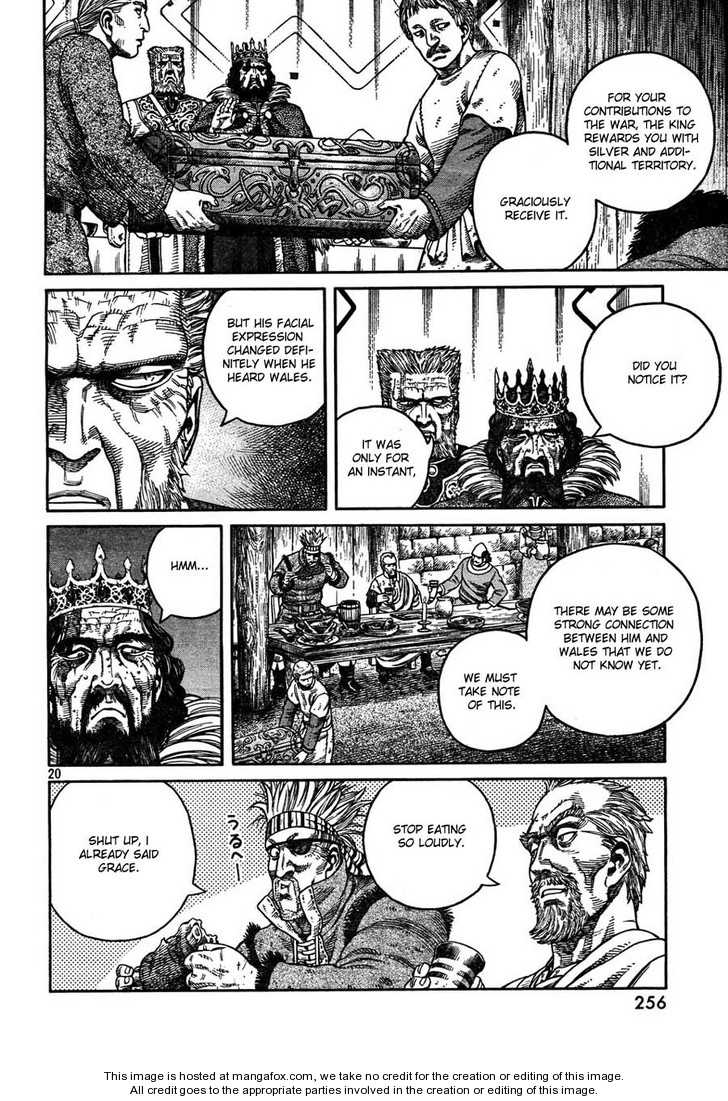 FOR YOUR
CONTRIBUTIONS TO
THE WAR, THE KING
REWARDS YOU WITH
SILVER AND ADDI-
TIONAL TERRITORY.
GRACIOUSLY
RECEIVE IT.
DID YOU
NOTICE IT?
IT WAS
ONLY FOR
AN INSTANT,
BUT HIS FACIAL
EXPRESSION
CHANGED DEFI-
NITELY WHEN HE
HEARD WALES.
THERE MAY BE SOME
STRONG CONNECTION
BETWEEN HIM AND
WALES THAT WE DO
NOT KNOW YET.
WE MUST
TAKE NOTE
OF THIS.
HMM...
20
STOP EATING
SO LOUDLY.
うるへー
SHUT UP, I
ALREADY SAID
GRACE.
256
This image is hosted at mangafox.com, we take no credit for the creation or editing of this image.
All credit goes to the appropriate parties involved in the creation or editing of this image.